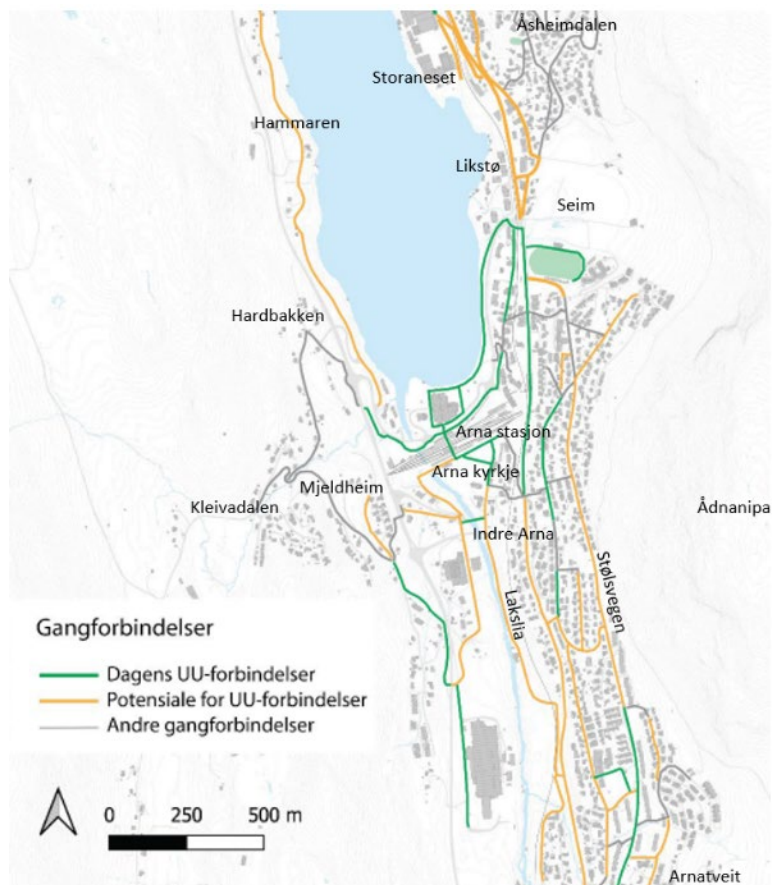 Åsheimdalen
Storaneset
Hammaren
Likstø
Seim
Hardbakken
Arna stasjon
Arna kyrkje
Mjeldheim
Kleivadalen
Ådnanipa
Indre Arna
Stølsvegen
Lakslia
Gangforbindelser
Dagens UU-forbindelser
Potensiale for UU-forbindelser
Andre gangforbindelser
0 250 500 m
Arnatveit